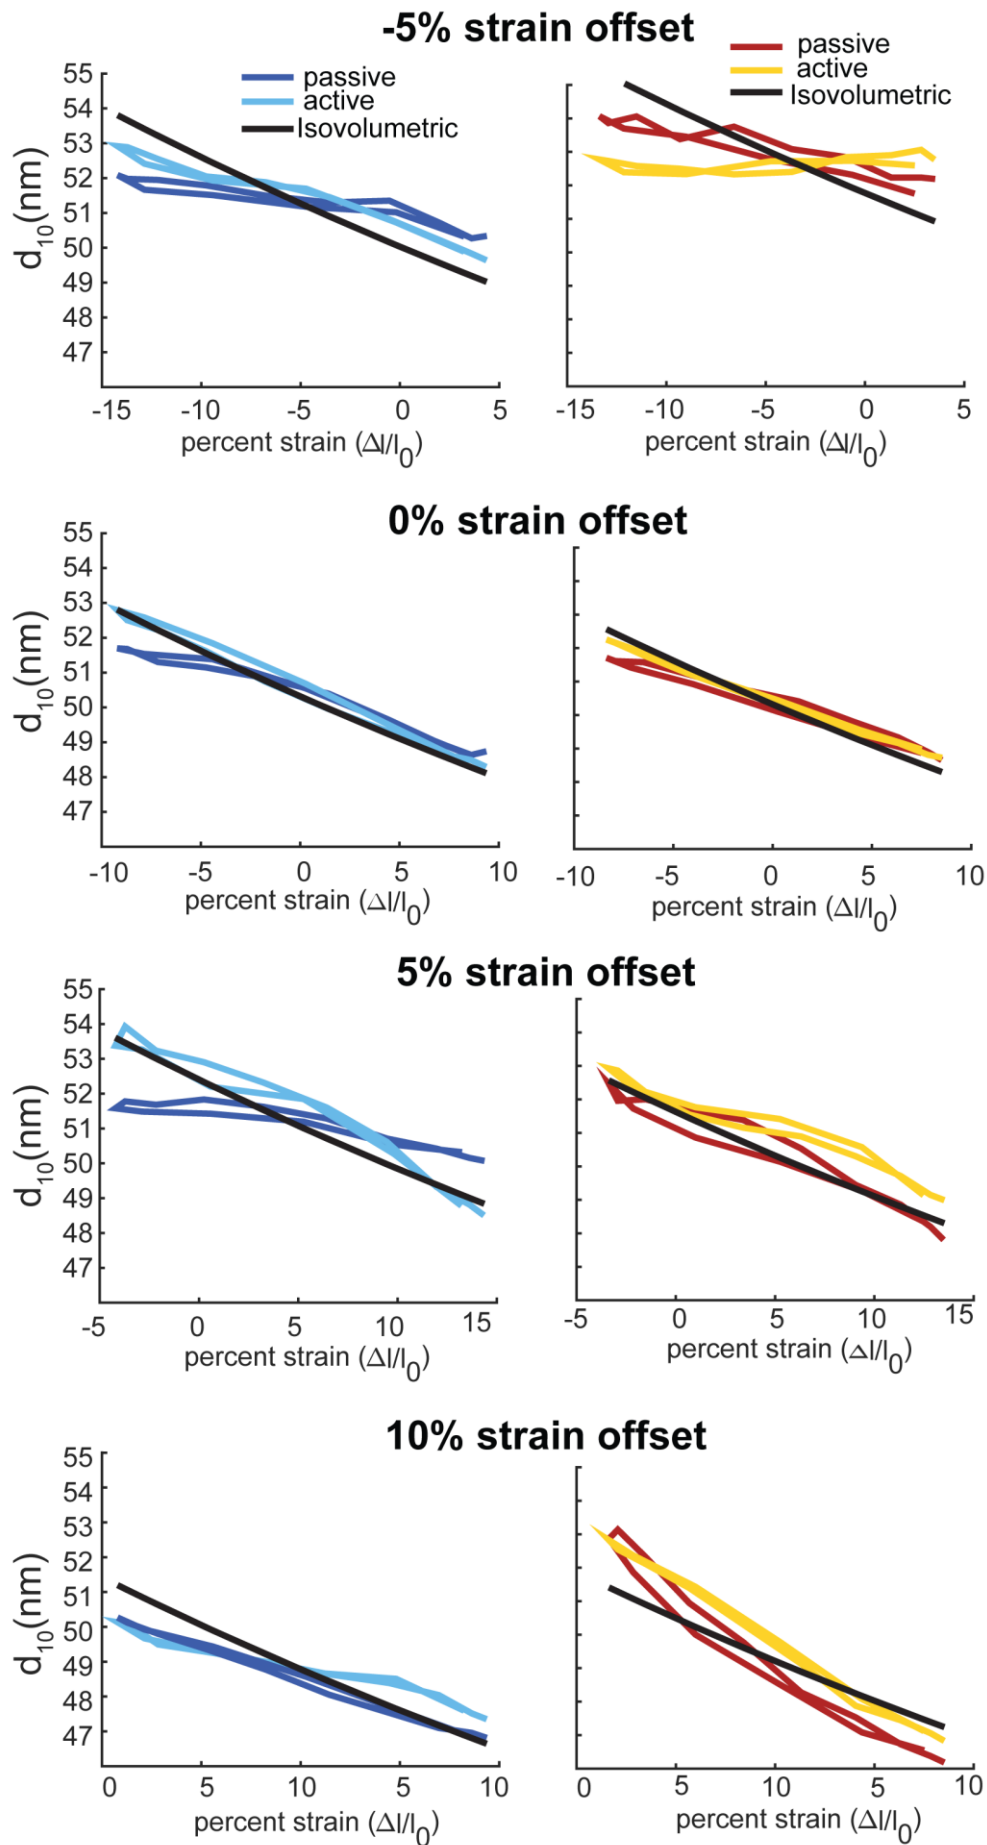 -5% strain offset
passive
active
Isovolumetric
passive
active
Isovolumetric
55
54
53
52
51
50
49
48
47
d10(nm)
-15 -10 -5 0 5
percent strain (Δl/l0)
-15 -10 -5 0 5
percent strain (Δl/l0)
0% strain offset
55
54
53
52
51
50
49
48
47
d10(nm)
-10 -5 0 5 10
percent strain (Δl/l0)
-10 -5 0 5 10
percent strain (Δl/l0)
5% strain offset
55
54
53
52
51
50
49
48
47
d10(nm)
-5 0 5 10 15
percent strain (Δl/l0)
-5 0 5 10 15
percent strain (Δl/l0)
10% strain offset
55
54
53
52
51
50
49
48
47
d10(nm)
0 5 10 5 10
percent strain (Δl/l0)
0 5 10 5 10
percent strain (Δl/l0)